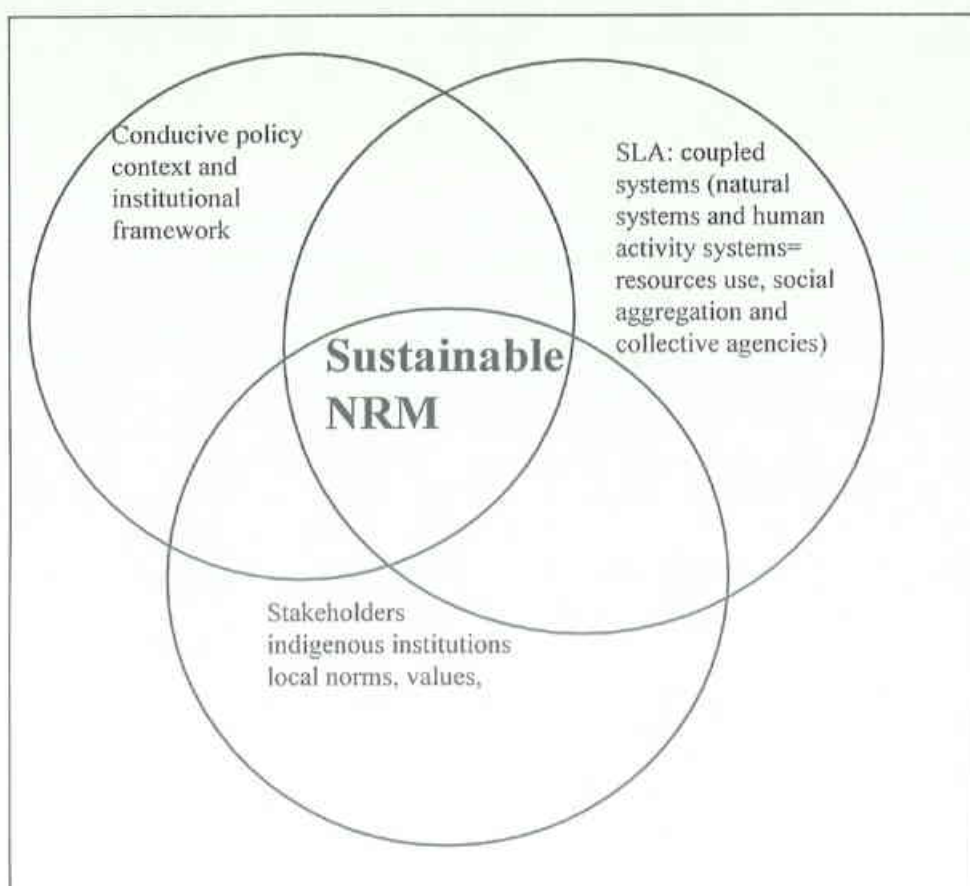 Conducive policy
context and
institutional
framework
SLA: coupled
systems (natural
systems and human
activity systems=
resources use, social
aggregation and
collective agencies)
Sustainable
NRM
Stakeholders
indigenous institutions
local norms, values,